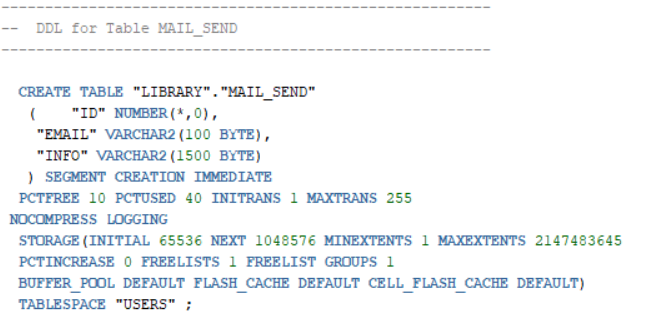 --------------------------------------------------------
--  DDL for Table MAIL_SEND
--------------------------------------------------------
CREATE TABLE "LIBRARY"."MAIL_SEND"
(    "ID" NUMBER(*,0),
"EMAIL" VARCHAR2(100 BYTE),
"INFO" VARCHAR2(1500 BYTE)
) SEGMENT CREATION IMMEDIATE
PCTFREE 10 PCTUSED 40 INITRANS 1 MAXTRANS 255
NOCOMPRESS LOGGING
STORAGE(INITIAL 65536 NEXT 1048576 MINEXTENTS 1 MAXEXTENTS 2147483645
PCTINCREASE 0 FREELISTS 1 FREELIST GROUPS 1
BUFFER_POOL DEFAULT FLASH_CACHE DEFAULT CELL_FLASH_CACHE DEFAULT)
TABLESPACE "USERS" ;